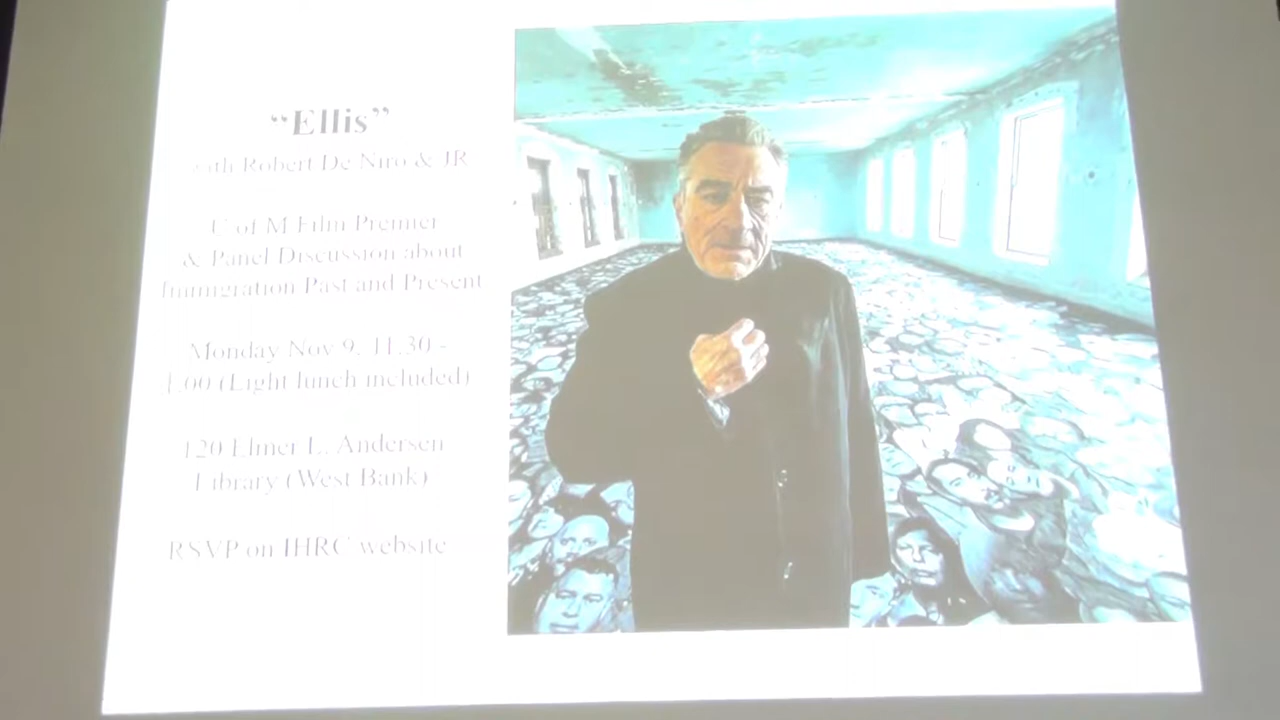 “Ellis”
with Robert De Niro & JR
U of M Film Premier
& Panel Discussion about
Immigration Past and Present
Monday Nov 9, 11.30 -
1.00 (Light lunch included)
120 Elmer L. Andersen
Library (West Bank)
RSVP on IHRC website